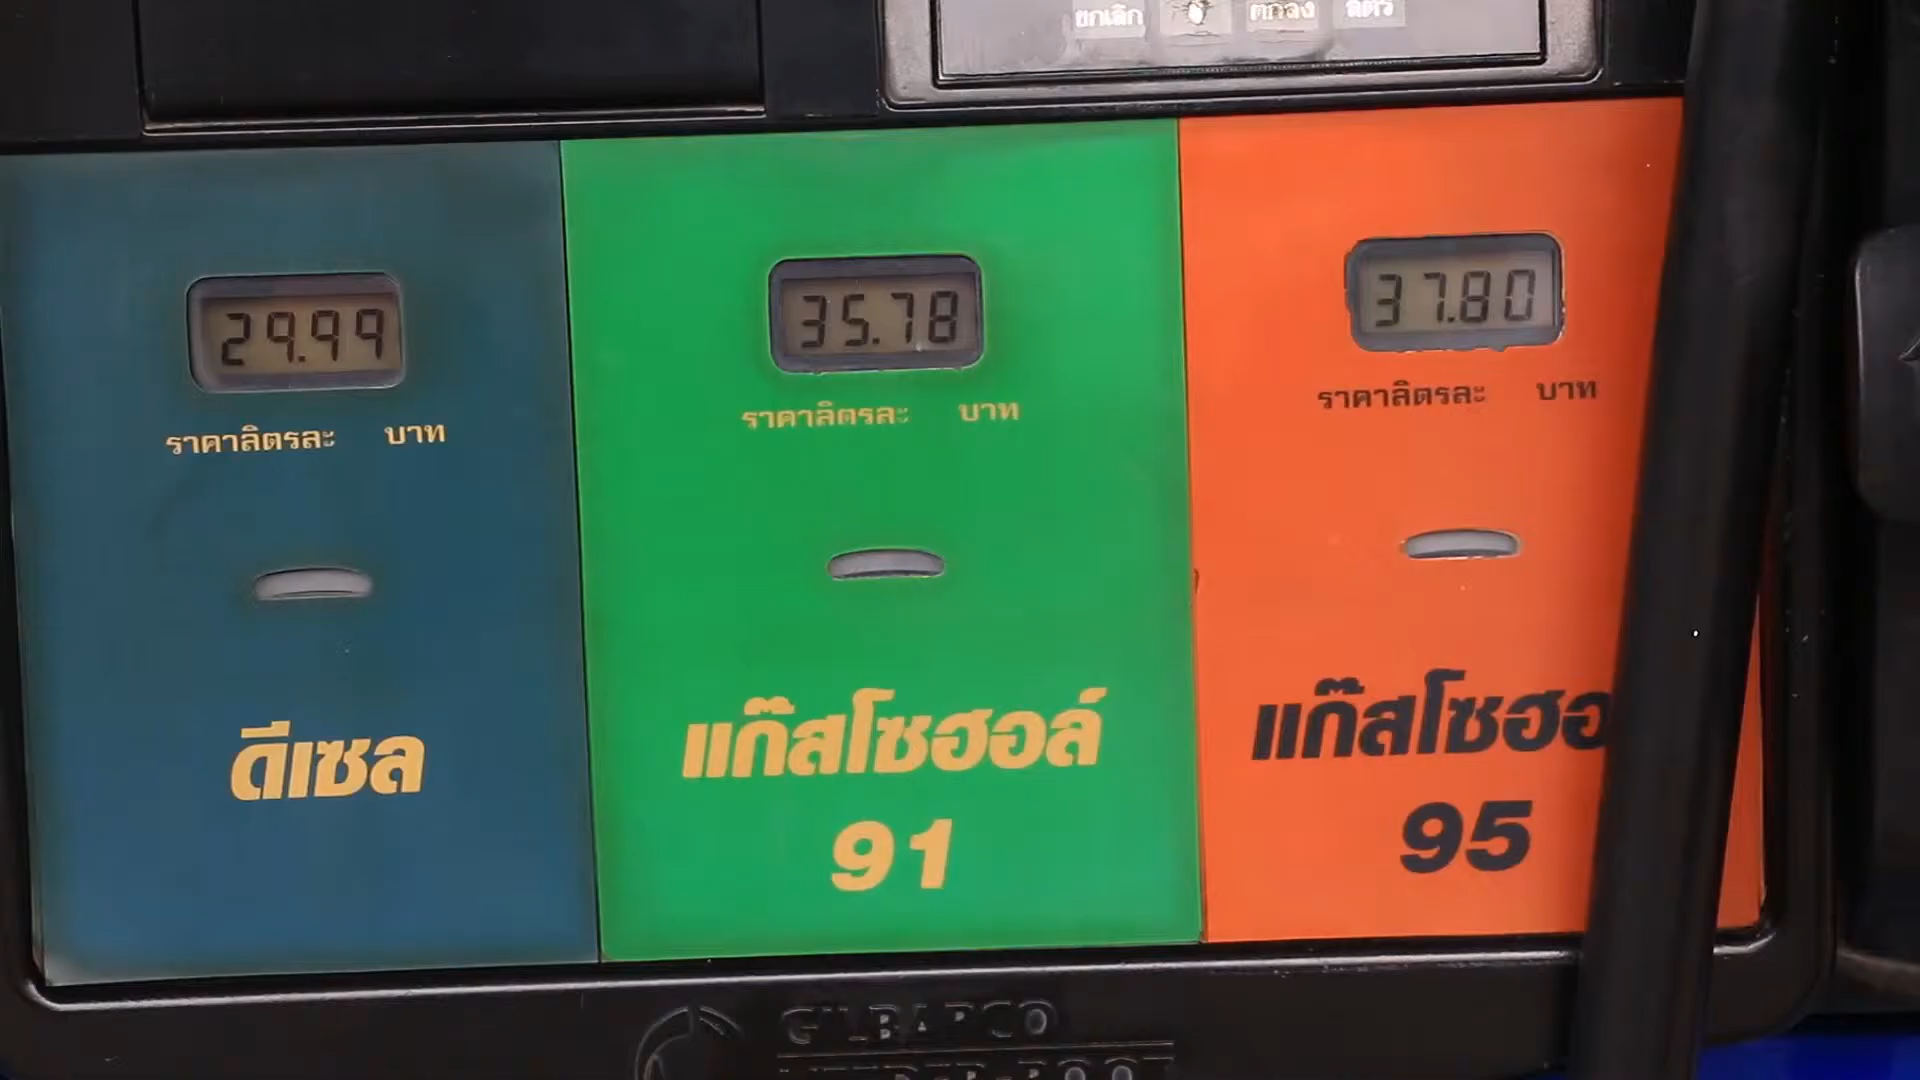 ยกเลิก ตกลง ลิตร
29.99
ราคาลิตรละ บาท
ดีเซล
35.78
ราคาลิตรละ บาท
แก๊สโซฮอล์
91
37.80
ราคาลิตรละ บาท
แก๊สโซฮอ
95
GILBARCO
VEEDER-ROOT